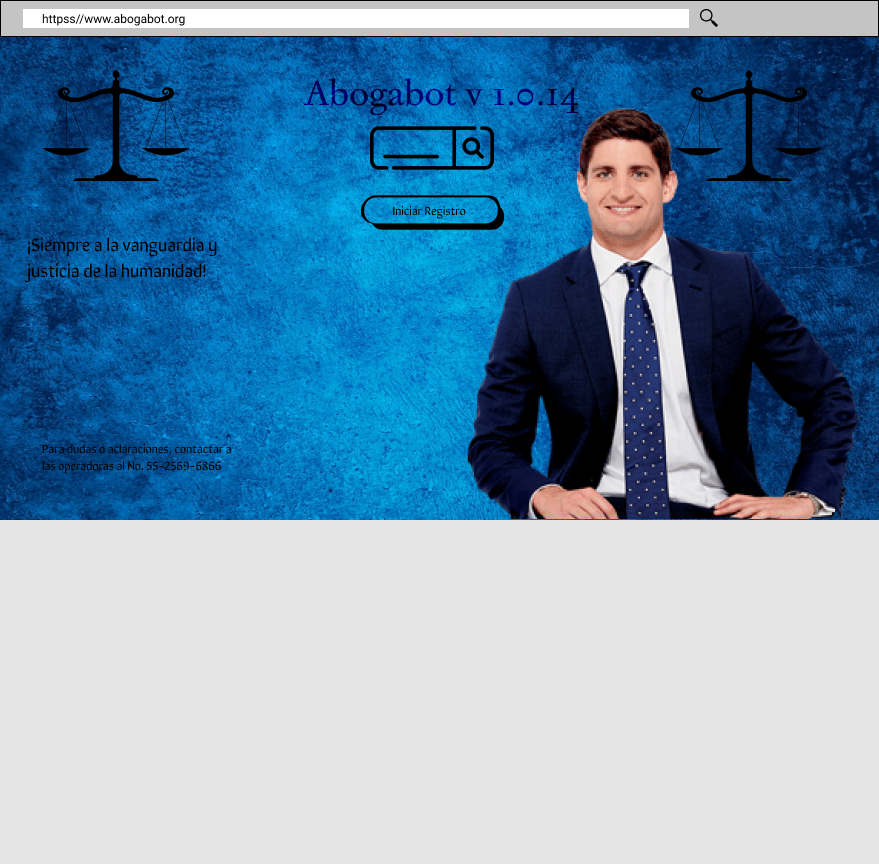 httpss//www.abogabot.org
Abogabot v 1.0.14
Iniciar Registro
¡Siempre a la vanguardia y
justicia de la humanidad!
Para dudas o aclaraciones, contactar a
las operadoras al No. 55-2569-6866